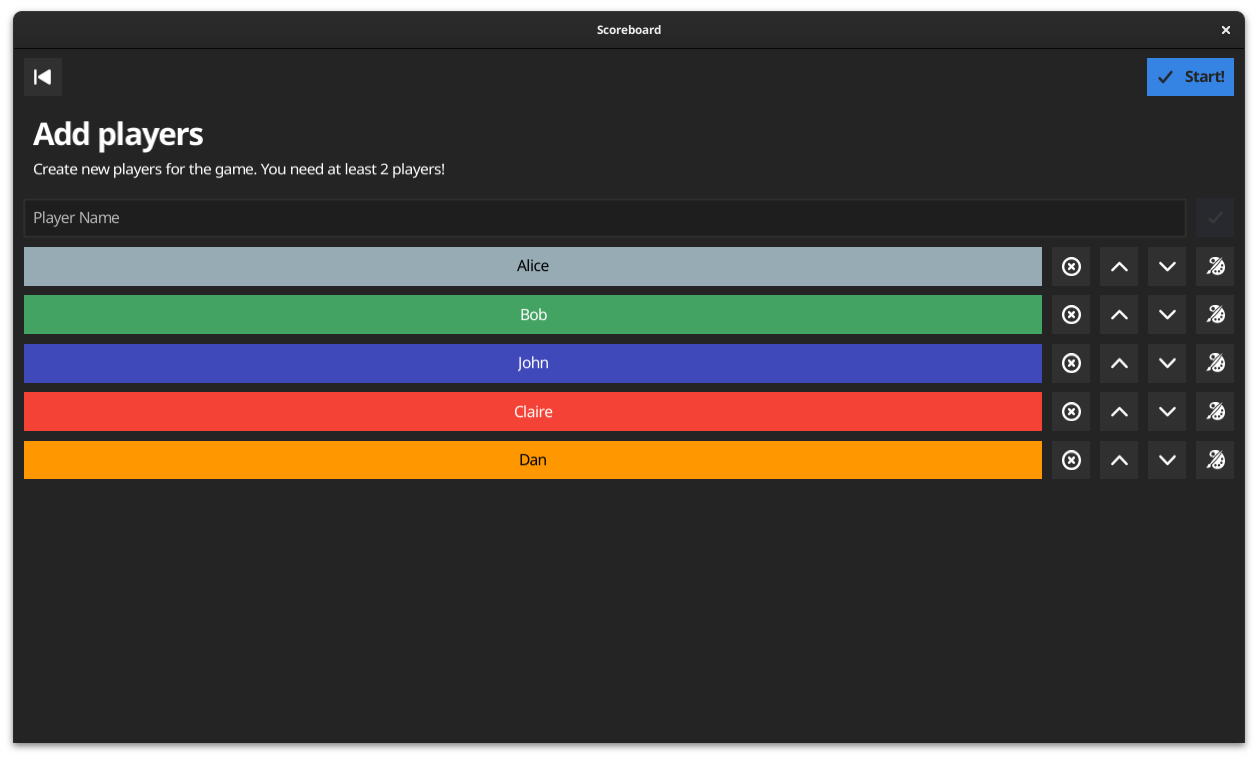 Scoreboard
Start!
Add players
Create new players for the game. You need at least 2 players!
Player Name
Alice
Bob
John
Claire
Dan